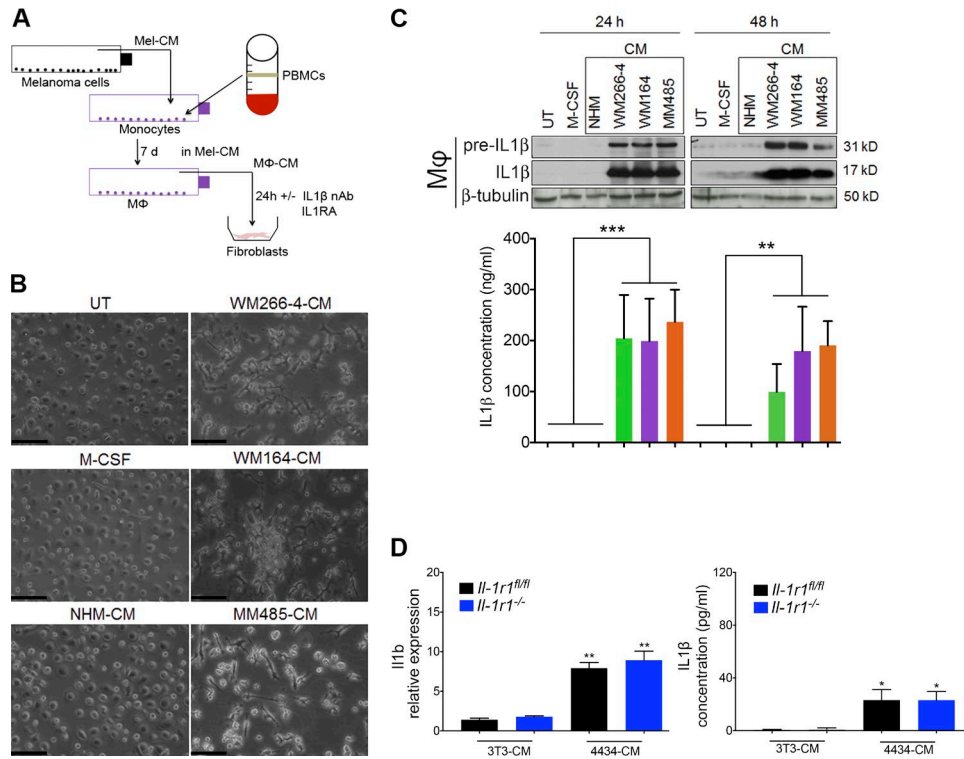 A
Mel-CM
Melanoma cells
PBMCs
Monocytes
7 d in Mel-CM
MΦ-CM
MΦ
24h +/- IL1β nAb
IL1RA
Fibroblasts
B
UT
WM266-4-CM
M-CSF
WM164-CM
NHM-CM
MM485-CM
C
24 h
48 h
CM
CM
UT
M-CSF
NHM
WM266-4
WM164
MM485
UT
M-CSF
NHM
WM266-4
WM164
MM485
Mφ
pre-IL1β
31 kD
IL1β
17 kD
β-tubulin
50 kD
IL1β concentration (ng/ml)
400
300
200
100
0
***
**
D
Il1b
relative expression
20
15
10
5
0
Il-1r1fl/fl
Il-1r1-/-
**
**
3T3-CM
4434-CM
IL1β
concentration (pg/ml)
120
80
40
0
Il-1r1fl/fl
Il-1r1-/-
*
*
3T3-CM
4434-CM